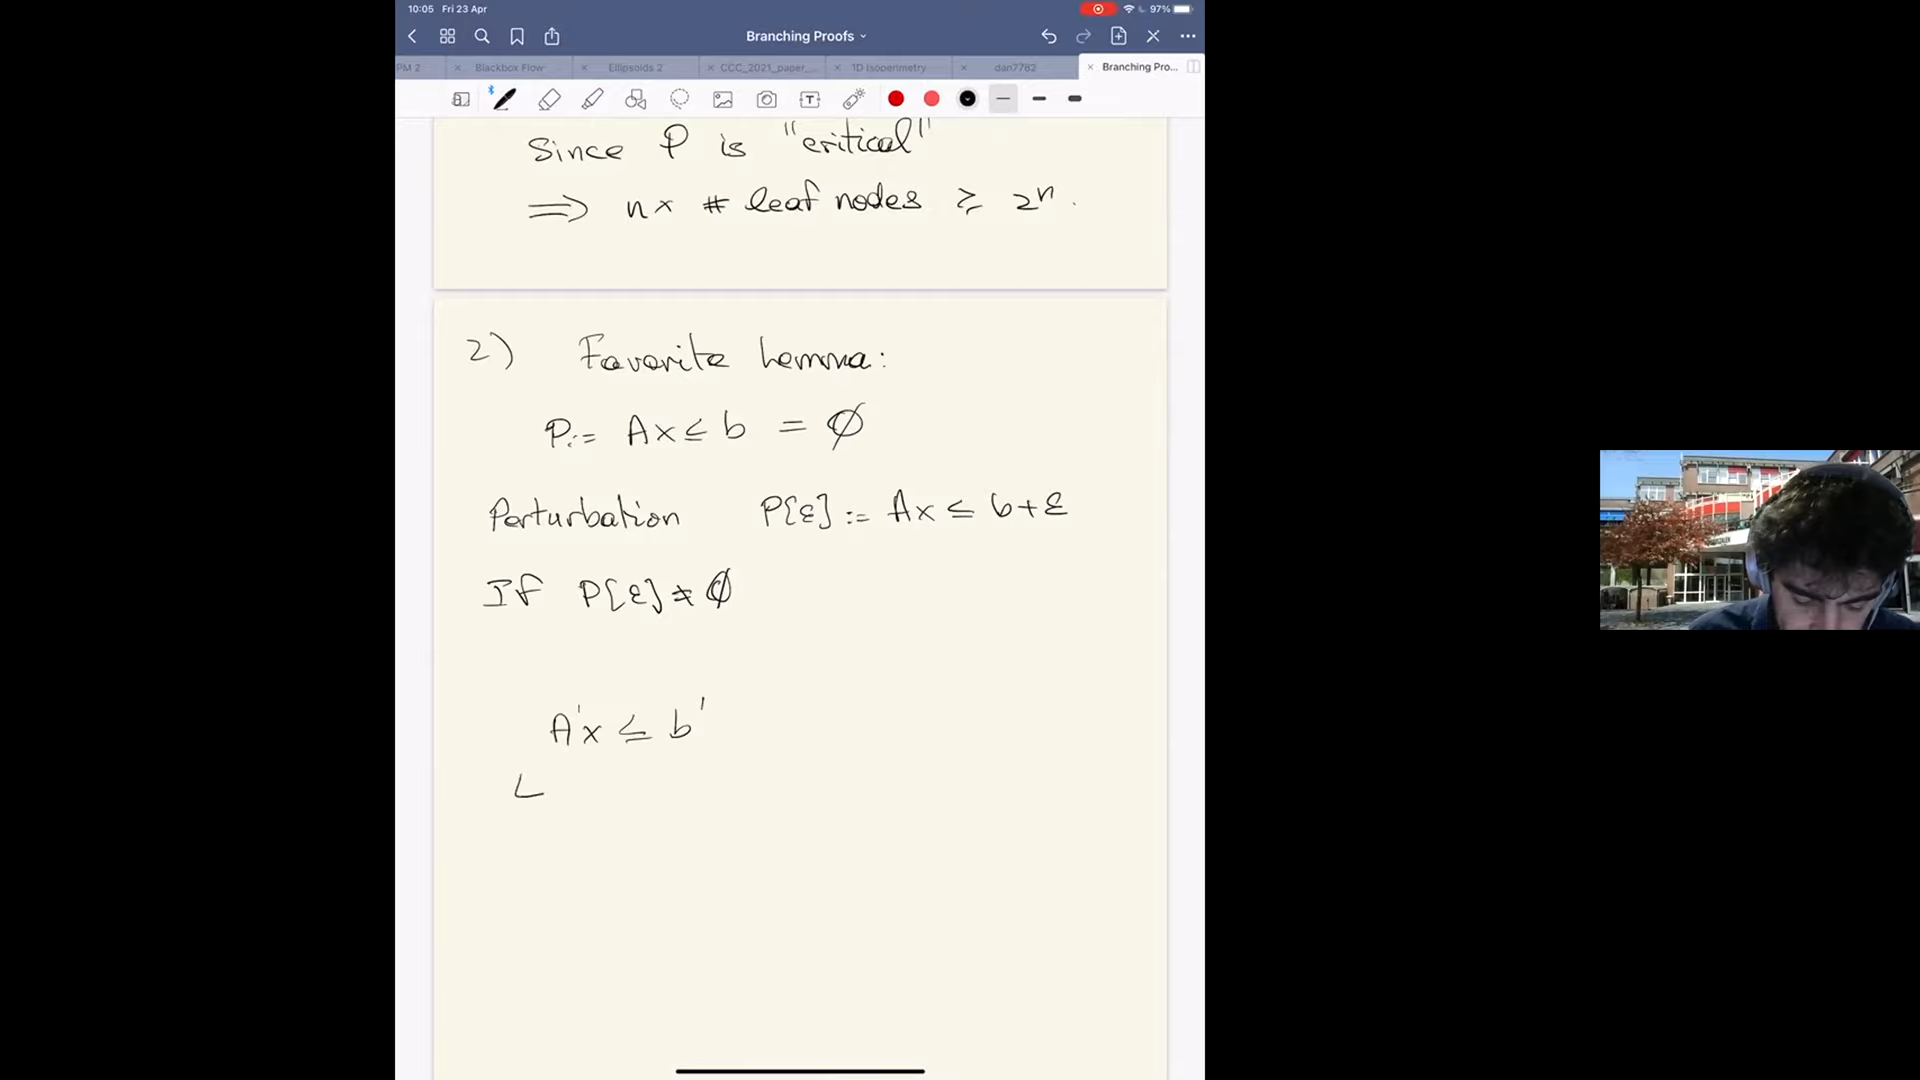 10:05 Fri 23 Apr 97%
Branching Proofs
PM 2 Blackbox Flow Ellipsoids 2 CCC_2021_paper_... 1D Isoperimetry dan7782 Branching Pro...
Since P is "critical"
⟹ n × # leaf nodes ≥ 2ⁿ.
2) Favorite Lemma:
P := Ax ≤ b = ∅
Perturbation P[ε] := Ax ≤ b+ε
If P[ε] ≠ ∅
A'x ≤ b'
L